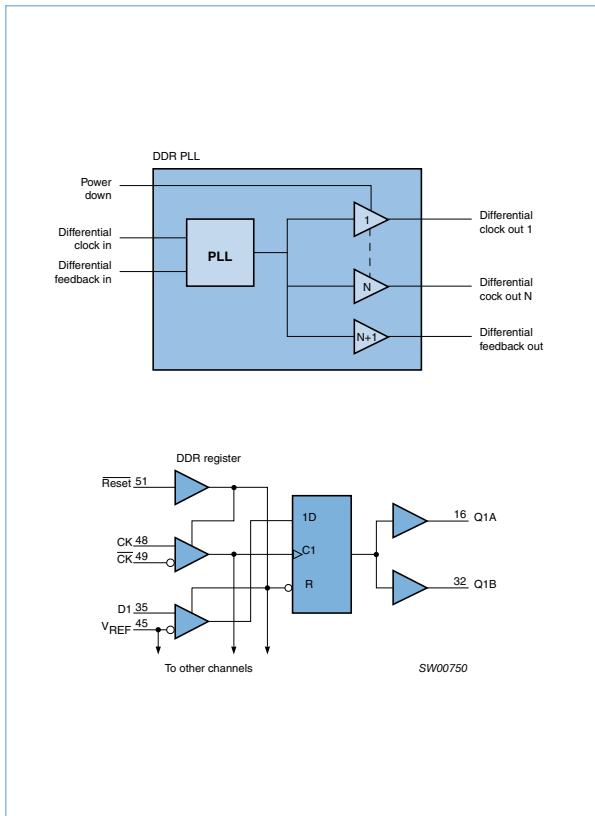 DDR PLL
Power
down
Differential
clock in
Differential
feedback in
PLL
1
N
N+1
Differential
clock out 1
Differential
cock out N
Differential
feedback out
DDR register
Reset 51
CK 48
CK 49
D1 35
VREF 45
1D
C1
R
16 Q1A
32 Q1B
To other channels
SW00750